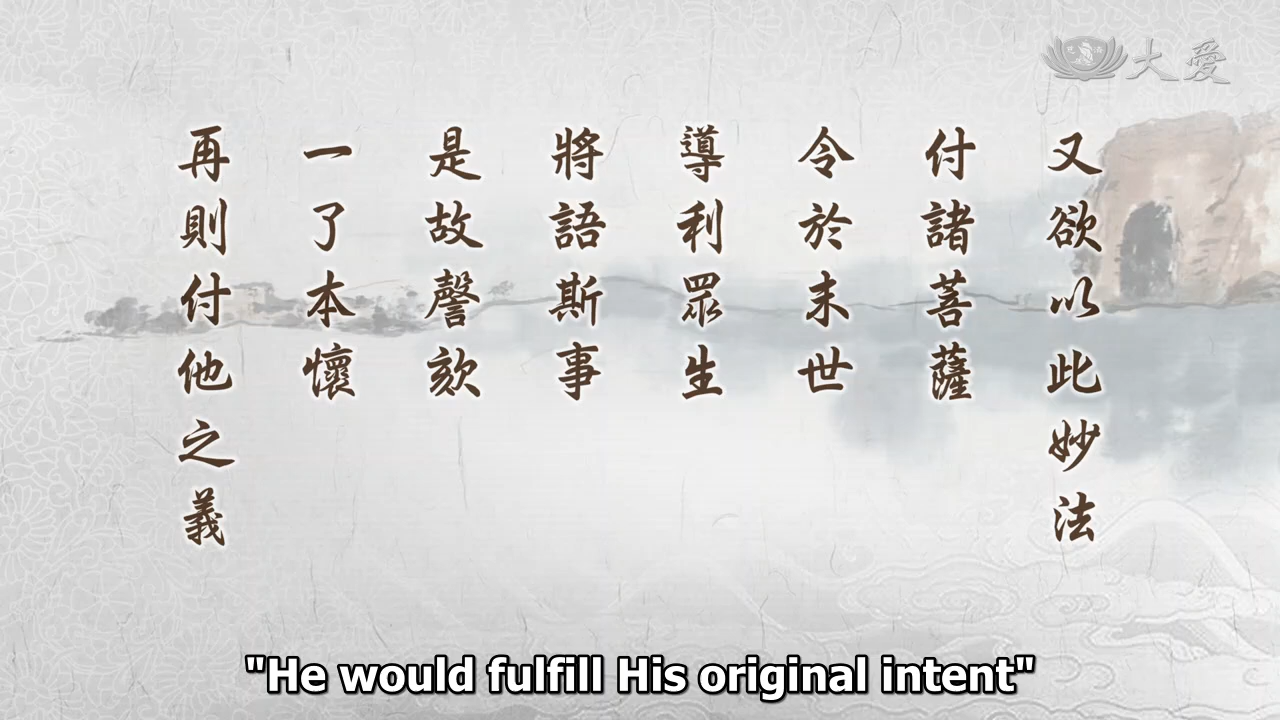 大愛
又欲以此妙法
付諸菩薩
令於末世
導利眾生
將語斯事
是故謦欬
一了本懷
再則付他之義
"He would fulfill His original intent"